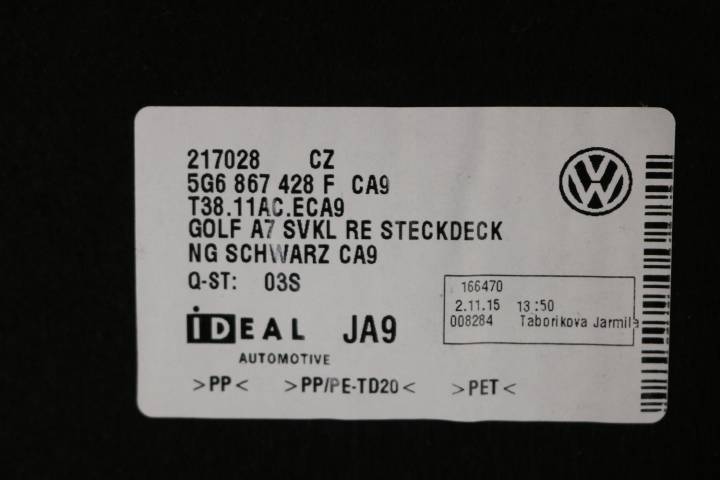 217028 CZ
5G6 867 428 F CA9
T38.11AC.ECA9
GOLF A7 SVKL RE STECKDECK
NG SCHWARZ CA9
Q-ST: 03S
166470
2.11.15 13:50
008284 Taborikova Jarmila
iDEAL JA9
AUTOMOTIVE
>PP< >PP/PE-TD20< >PET<